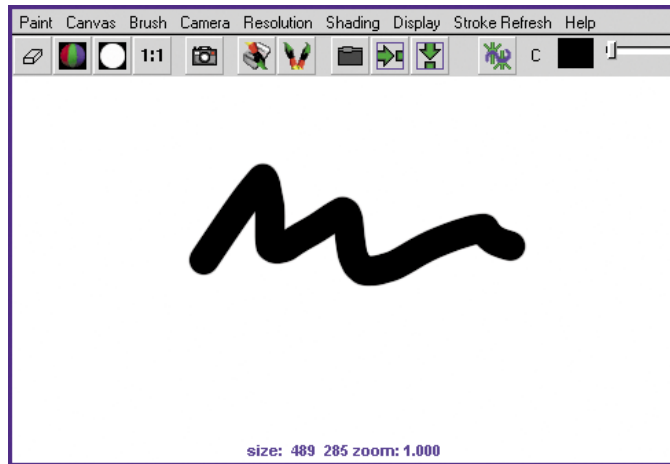 Paint Canvas Brush Camera Resolution Shading Display Stroke Refresh Help
1:1 C
size: 489 285 zoom: 1.000